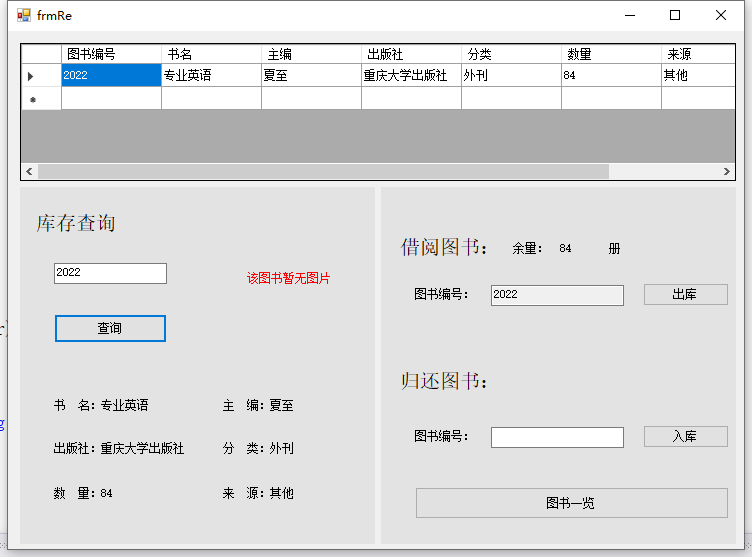 frmRe
图书编号 书名 主编 出版社 分类 数量 来源
2022 专业英语 夏至 重庆大学出版社 外刊 84 其他
库存查询
2022
该图书暂无图片
查询
书 名：专业英语 主 编：夏至
出版社：重庆大学出版社 分 类：外刊
数 量：84 来 源：其他
借阅图书： 余量： 84 册
图书编号： 2022 出库
归还图书：
图书编号： 入库
图书一览